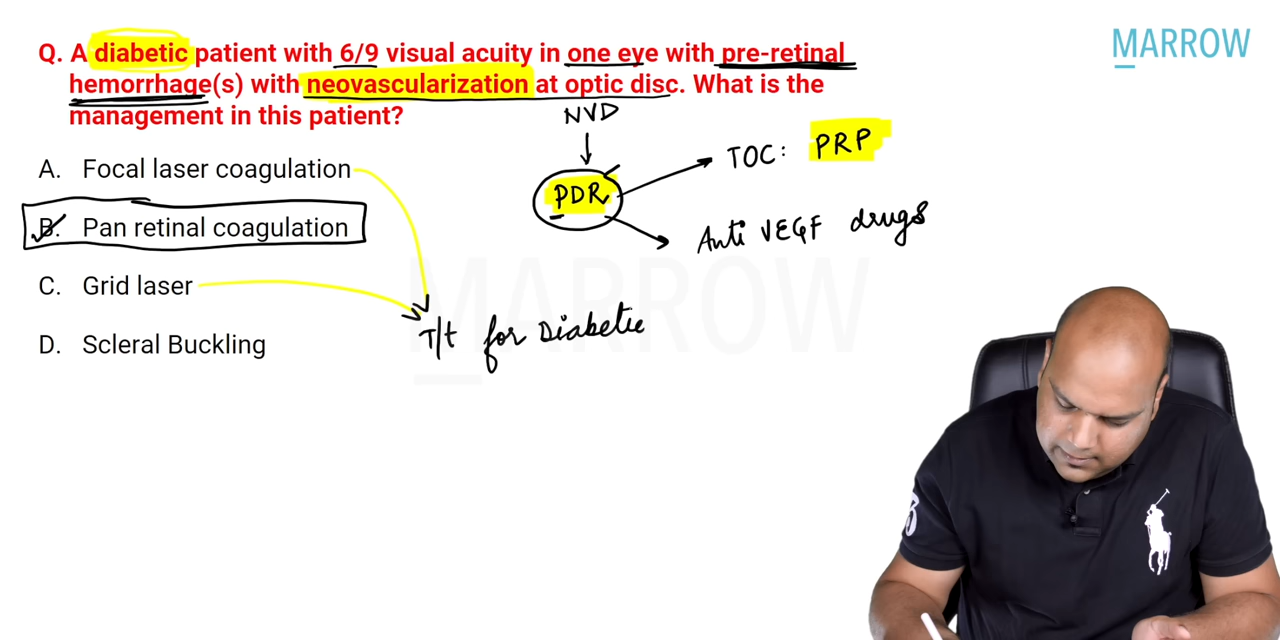 MARROW
Q. A diabetic patient with 6/9 visual acuity in one eye with pre-retinal
hemorrhage(s) with neovascularization at optic disc. What is the
management in this patient?
NVD
A. Focal laser coagulation
TOC: PRP
PDR
B. Pan retinal coagulation
Anti VEGF drugs
C. Grid laser
MARROW
T/t for Diabetic
D. Scleral Buckling